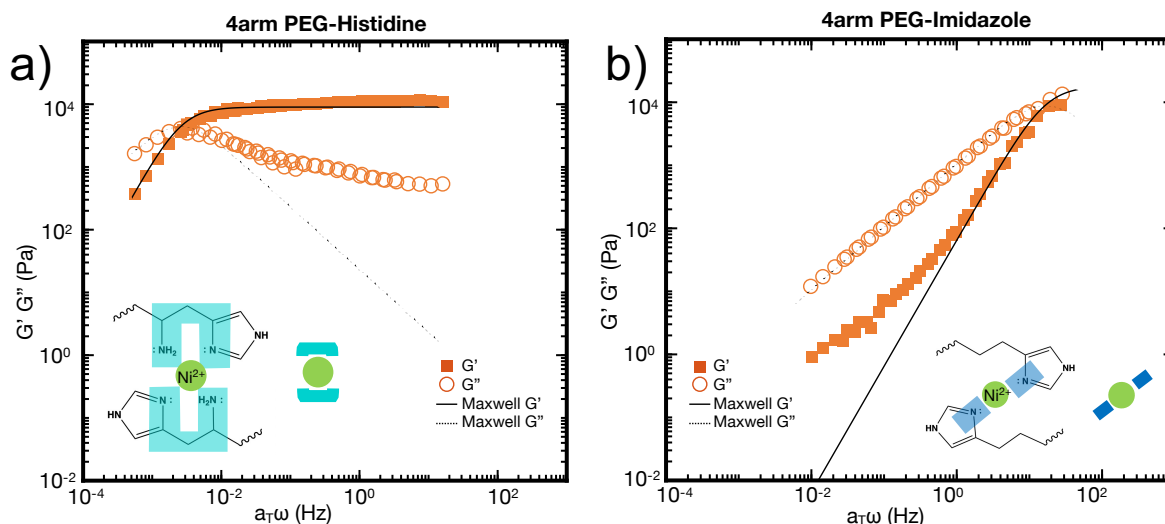 4arm PEG-Histidine
a)
10⁴
10²
10⁰
10⁻²
G' G'' (Pa)
10⁻⁴
10⁻²
10⁰
10²
aTω (Hz)
:NH₂
:N
NH
Ni²⁺
N:
H₂N:
HN
G'
G''
Maxwell G'
Maxwell G''
4arm PEG-Imidazole
b)
10⁴
10²
10⁰
10⁻²
G' G'' (Pa)
10⁻⁴
10⁻²
10⁰
10²
aTω (Hz)
G'
G''
Maxwell G'
Maxwell G''
NH
:N
Ni²⁺
N:
HN